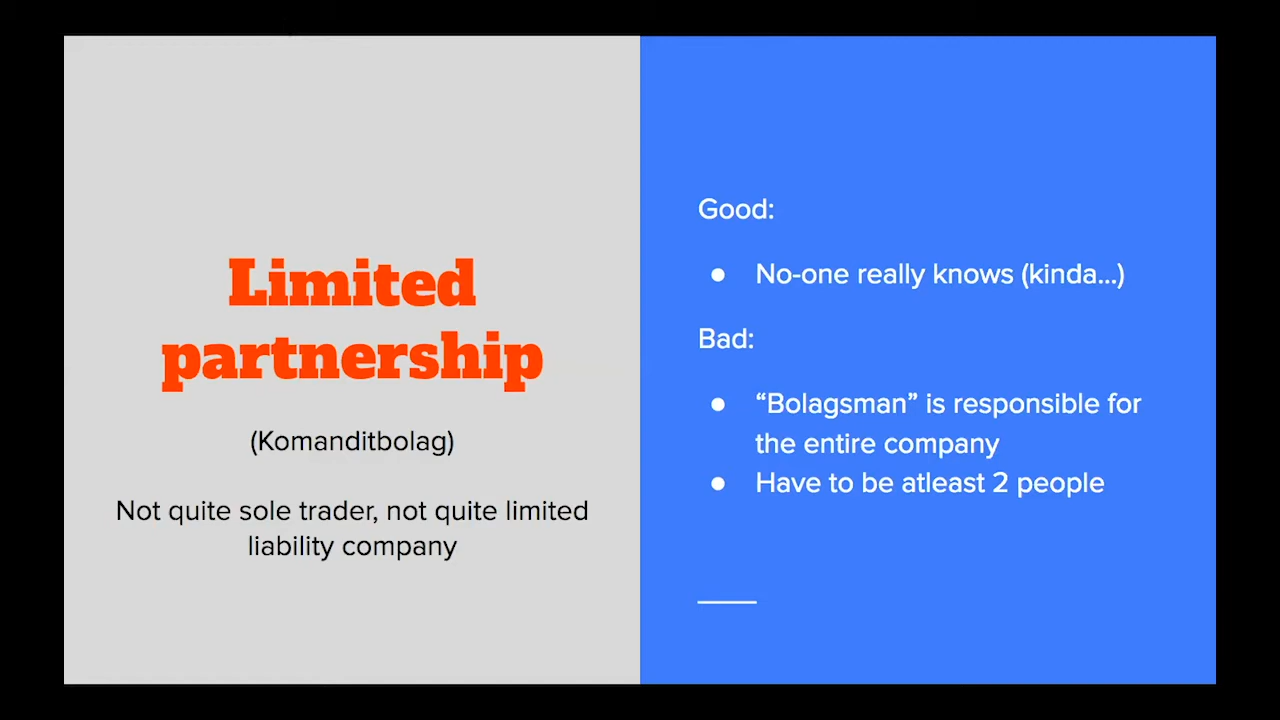 Limited
partnership
(Komanditbolag)
Not quite sole trader, not quite limited
liability company
Good:
● No-one really knows (kinda...)
Bad:
● “Bolagsman” is responsible for
the entire company
● Have to be atleast 2 people